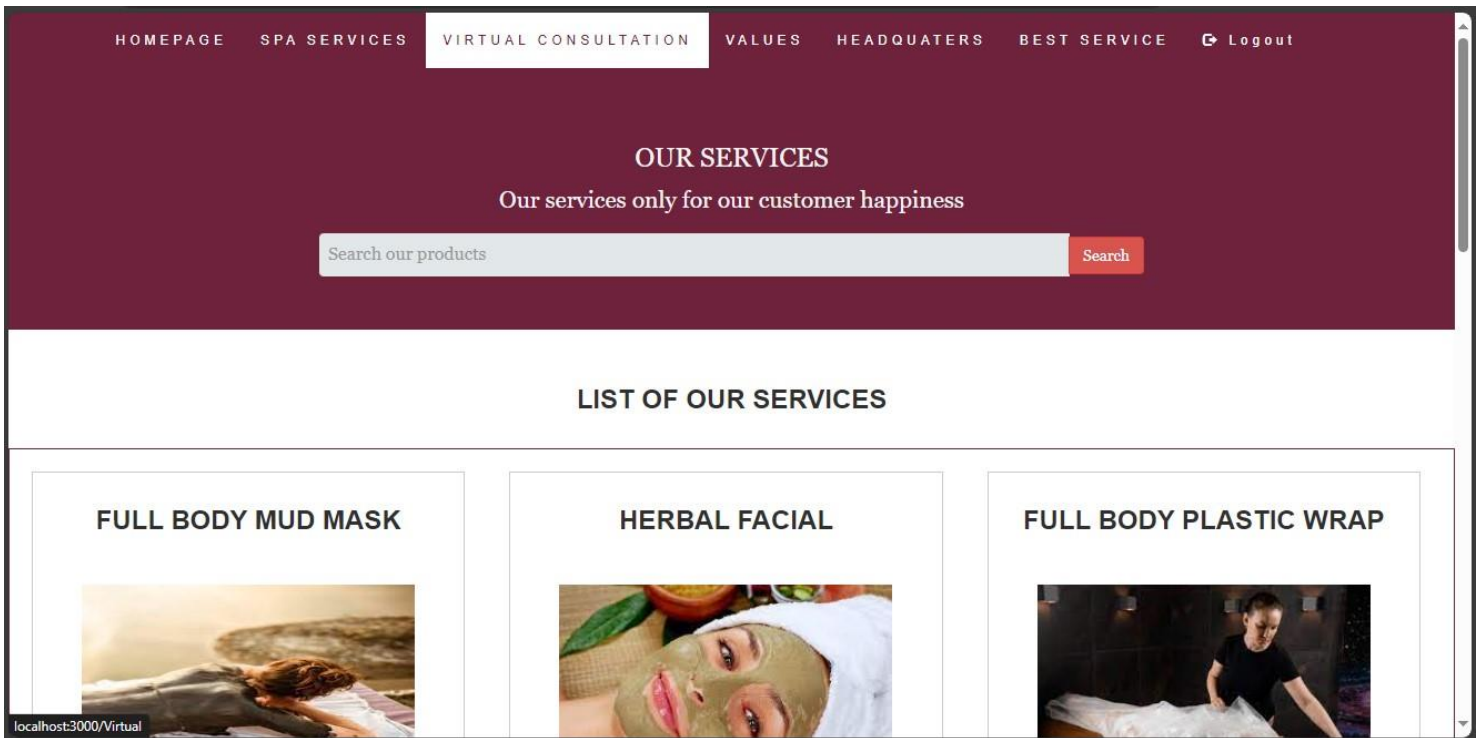 HOMEPAGE SPA SERVICES VIRTUAL CONSULTATION VALUES HEADQUATERS BEST SERVICE Logout
OUR SERVICES
Our services only for our customer happiness
Search our products Search
LIST OF OUR SERVICES
FULL BODY MUD MASK HERBAL FACIAL FULL BODY PLASTIC WRAP
localhost:3000/Virtual